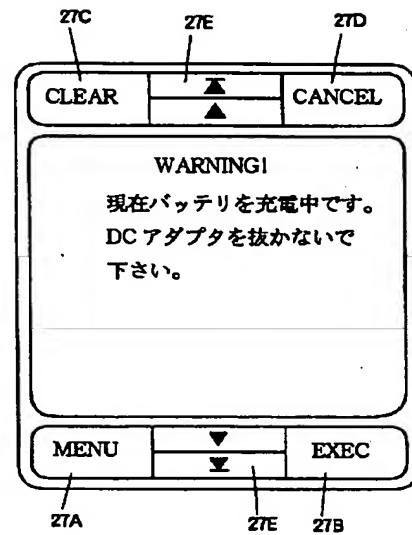 27C 27E 27D
CLEAR CANCEL
WARNING!
現在バッテリを充電中です。
DC アダプタを抜かないで
下さい。
MENU EXEC
27A 27E 27B